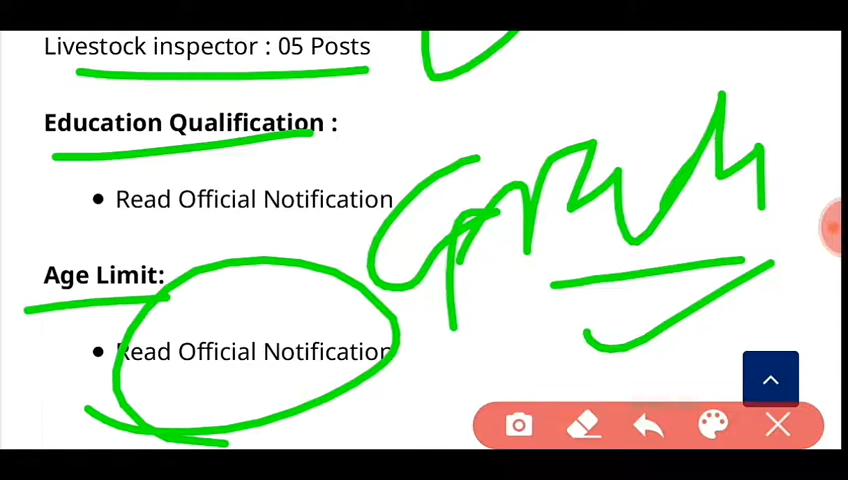 Livestock inspector : 05 Posts
Education Qualification :
Read Official Notification
Age Limit:
Read Official Notification